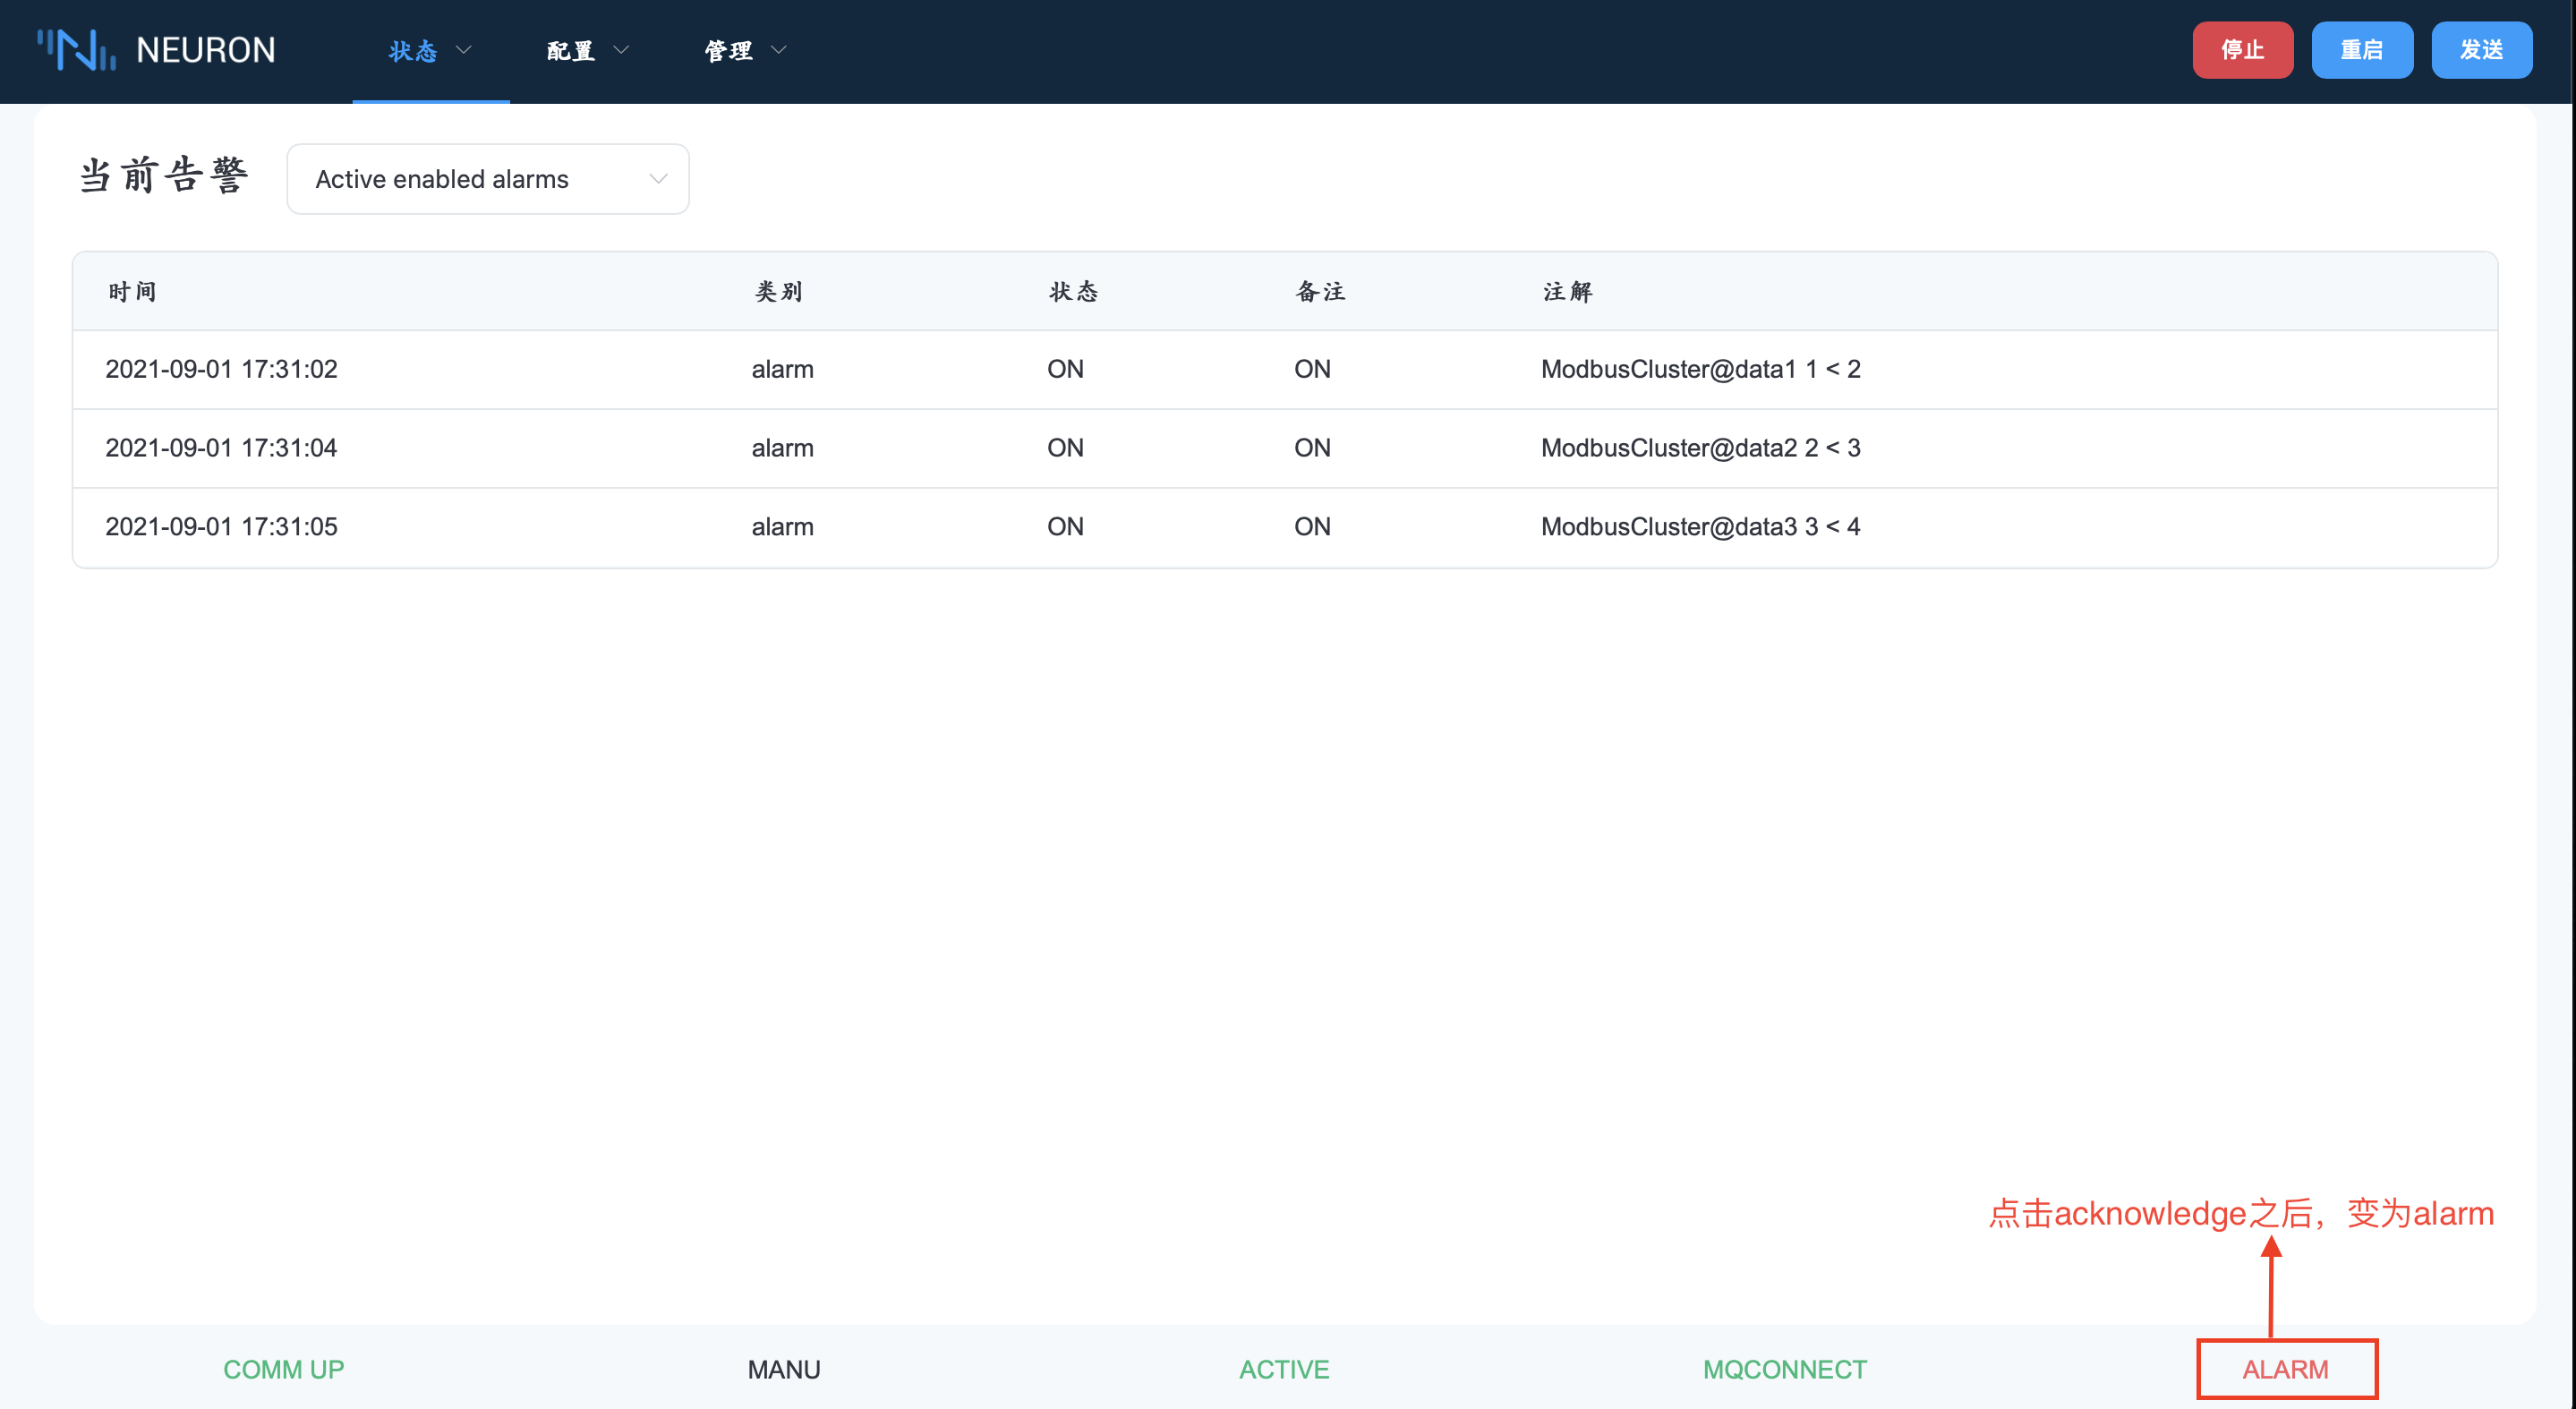 NEURON 状态 配置 管理 停止 重启 发送
当前告警 Active enabled alarms
时间 类别 状态 备注 注解
2021-09-01 17:31:02 alarm ON ON ModbusCluster@data1 1 < 2
2021-09-01 17:31:04 alarm ON ON ModbusCluster@data2 2 < 3
2021-09-01 17:31:05 alarm ON ON ModbusCluster@data3 3 < 4
点击acknowledge之后，变为alarm
COMM UP MANU ACTIVE MQCONNECT ALARM